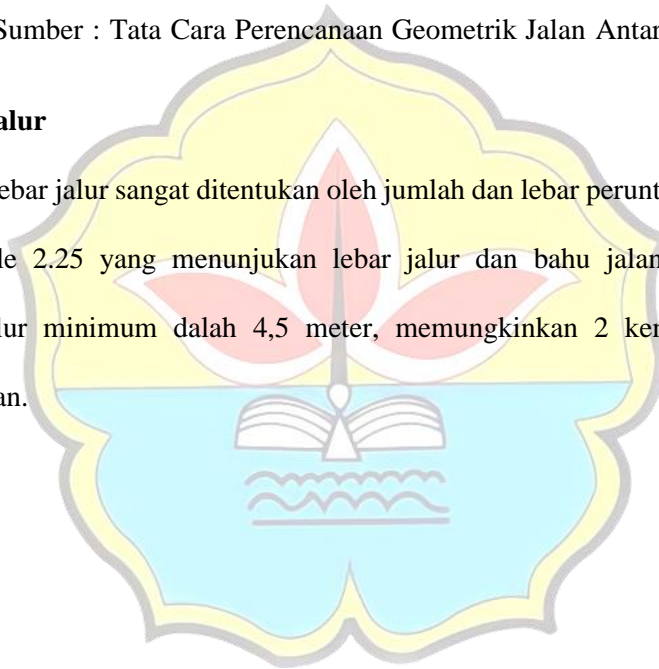 Sumber : Tata Cara Perencanaan Geometrik Jalan Antar
alur
ebar jalur sangat ditentukan oleh jumlah dan lebar perunt
le 2.25 yang menunjukan lebar jalur dan bahu jalan
lur minimum dalah 4,5 meter, memungkinkan 2 ken
an.